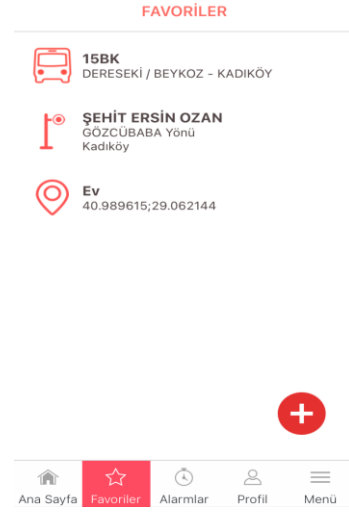 FAVORİLER
15BK
DERESEKİ / BEYKOZ - KADIKÖY
ŞEHİT ERSİN OZAN
GÖZCÜBABA Yönü
Kadıköy
Ev
40.989615;29.062144
Ana Sayfa Favoriler Alarmlar Profil Menü